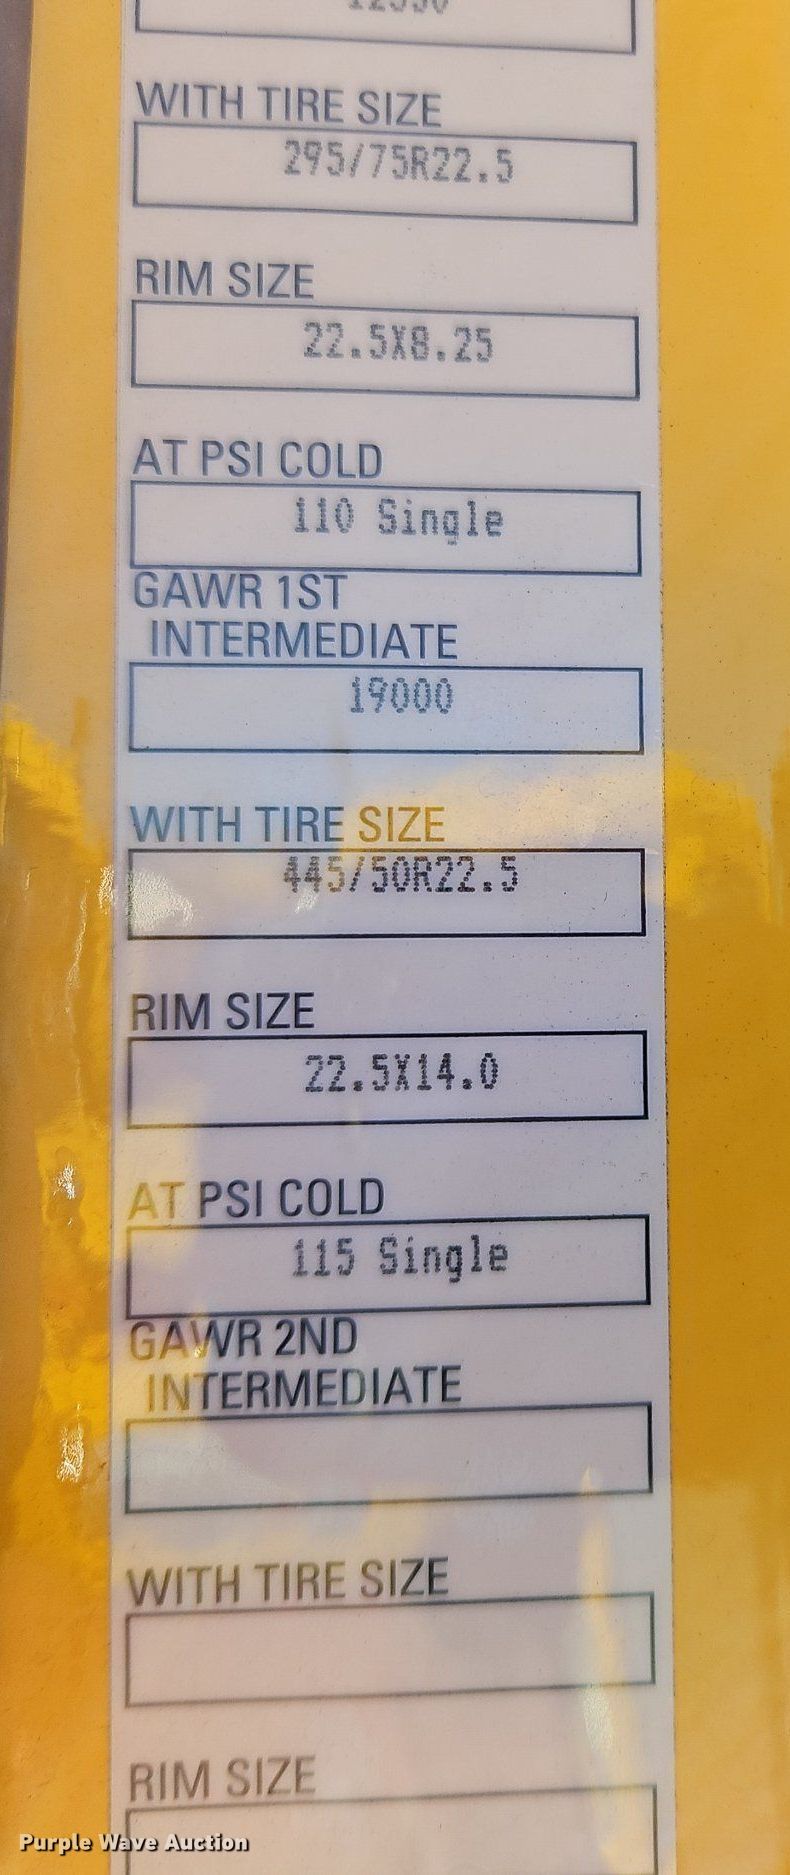 WITH TIRE SIZE
295/75R22.5
RIM SIZE
22.5X8.25
AT PSI COLD
110 Single
GAWR 1ST
INTERMEDIATE
19000
WITH TIRE SIZE
445/50R22.5
RIM SIZE
22.5X14.0
AT PSI COLD
115 Single
GAWR 2ND
INTERMEDIATE
WITH TIRE SIZE
RIM SIZE
Purple Wave Auction